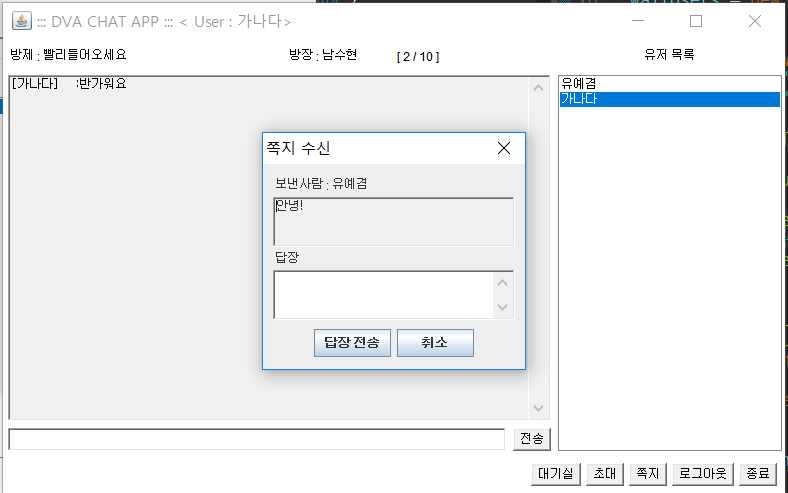 ::: DVA CHAT APP ::: < User : 가나다>
방제 : 빨리들어오세요 방장 : 남수현 [ 2 / 10 ] 유저 목록
[가나다] :반가워요
유예겸
가나다
쪽지 수신
보낸사람 : 유예겸
안녕!
답장
답장 전송 취소
전송
대기실 초대 쪽지 로그아웃 종료